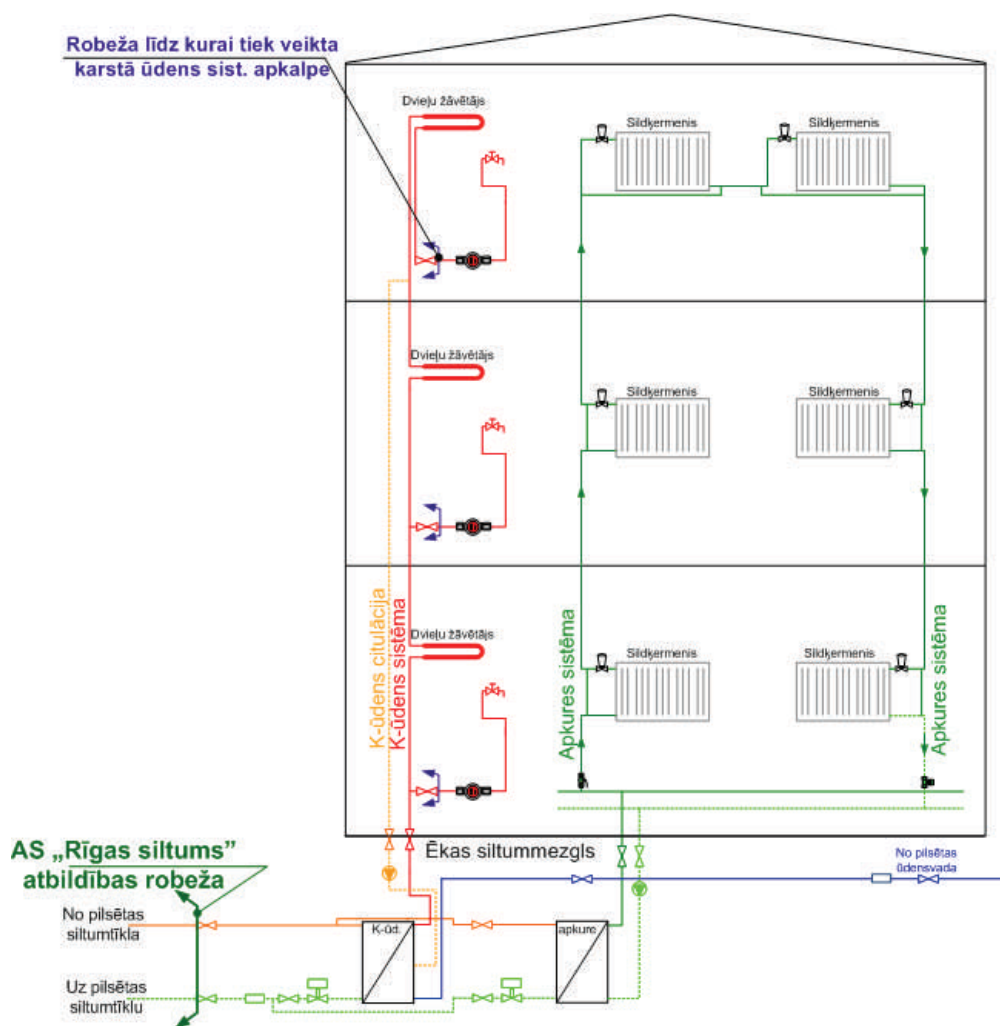 Robeža līdz kurai tiek veikta
karstā ūdens sist. apkalpe
Dvieļu žāvētājs
Sildķermenis
Sildķermenis
Dvieļu žāvētājs
Sildķermenis
Sildķermenis
K-ūdens citulācija
K-ūdens sistēma
Dvieļu žāvētājs
Apkures sistēma
Sildķermenis
Sildķermenis
Apkures sistēma
AS „Rīgas siltums”
atbildības robeža
Ēkas siltummezgls
No pilsētas
ūdensvada
No pilsētas
siltumtīkla
K-ūd.
apkure
Uz pilsētas
siltumtīklu